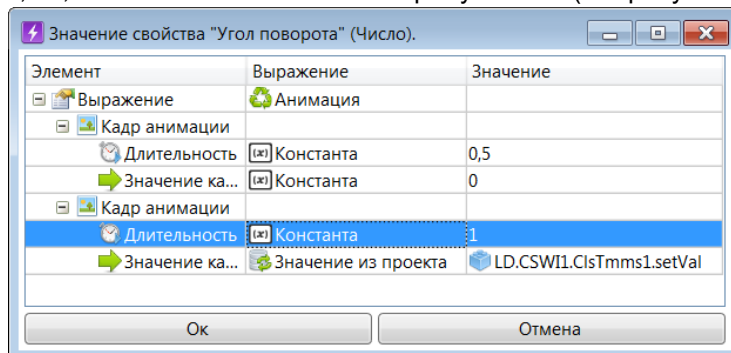 Значение свойства "Угол поворота" (Число).
Элемент Выражение Значение
Выражение Анимация
Кадр анимации
Длительность (x) Константа 0,5
Значение ка... (x) Константа 0
Кадр анимации
Длительность (x) Константа 1
Значение ка... Значение из проекта LD.CSWI1.ClsTmms1.setVal
Ок Отмена